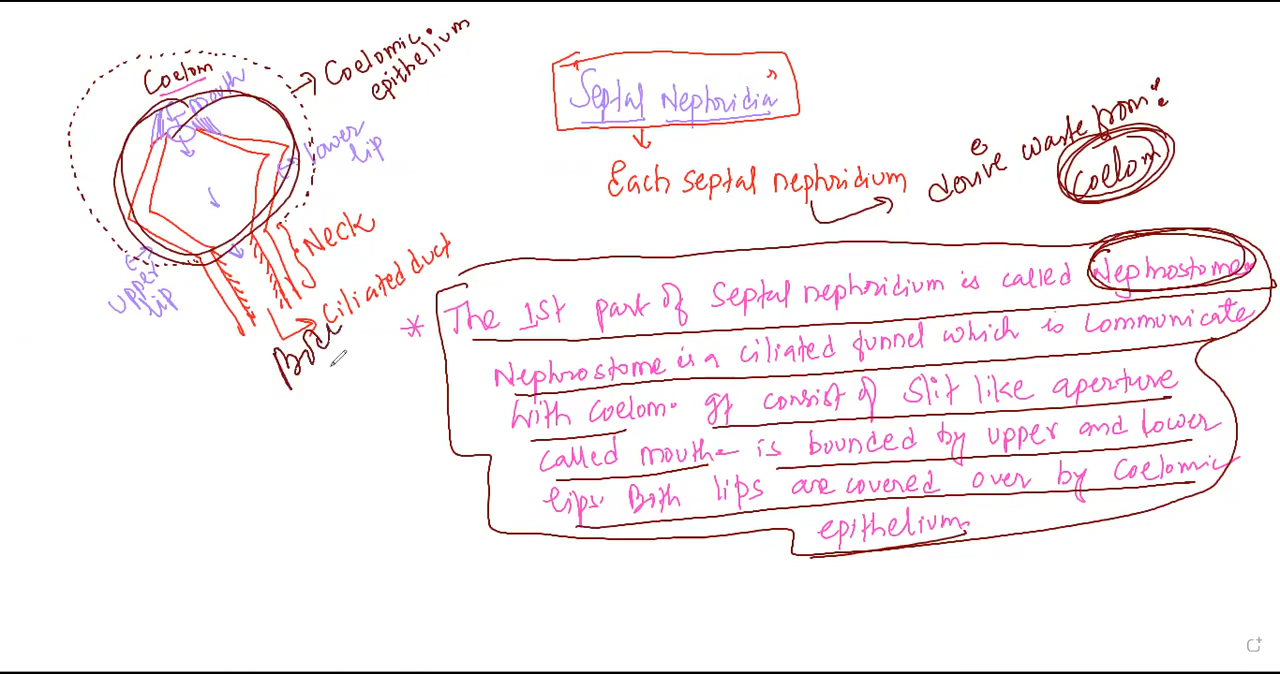 Coelom
mouth
Coelomic
epithelium
Lower
lip
upper
lip
Neck
Ciliated duct
"Septal Nephridia"
Each septal nephridium
derive waste from:
Coelom
* The 1st part of Septal nephridium is called Nephrostome
Nephrostome is a ciliated funnel which is communicate
with coelom. It consist of slit like aperture
called mouth is bounded by upper and lower
lips. Both lips are covered over by coelomic
epithelium.